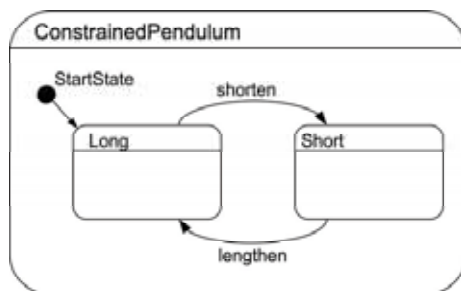 ConstrainedPendulum
StartState
shorten
Long
Short
lengthen